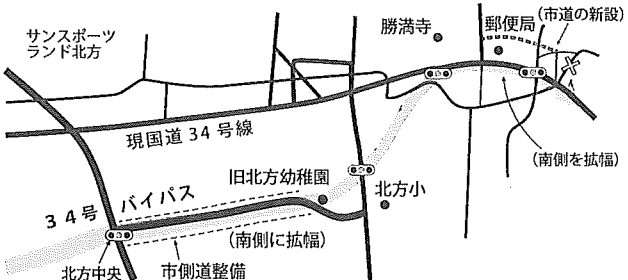 サンスポーツ
ランド北方
勝満寺
郵便局
(市道の新設)
現国道34号線
(南側を拡幅)
旧北方幼稚園
北方小
34号 バイパス
(南側に拡幅)
北方中央
市側道整備